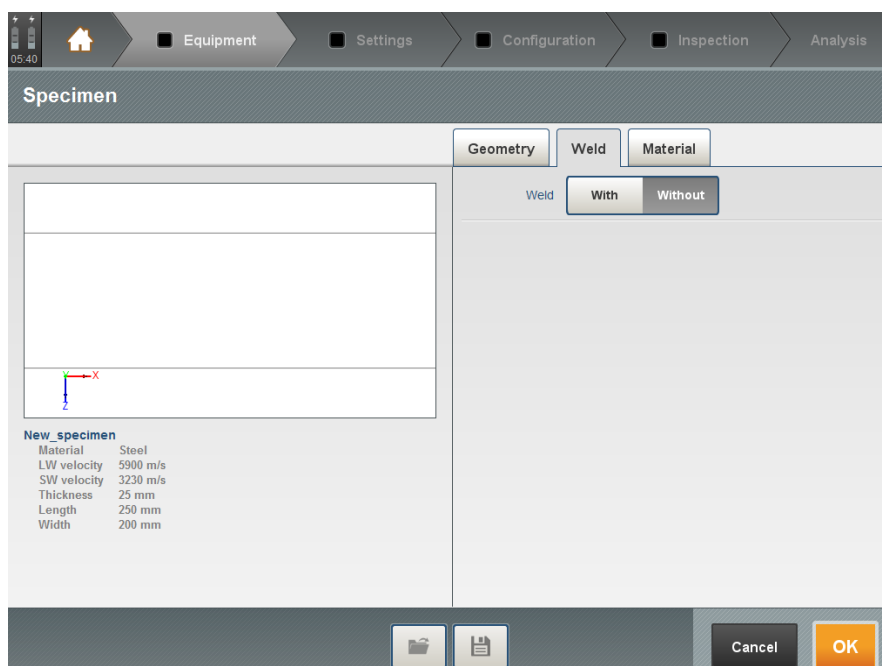 05:40
Equipment
Settings
Configuration
Inspection
Analysis
Specimen
Geometry
Weld
Material
Weld
With
Without
Y
X
Z
New_specimen
Material Steel
LW velocity 5900 m/s
SW velocity 3230 m/s
Thickness 25 mm
Length 250 mm
Width 200 mm
Cancel
OK